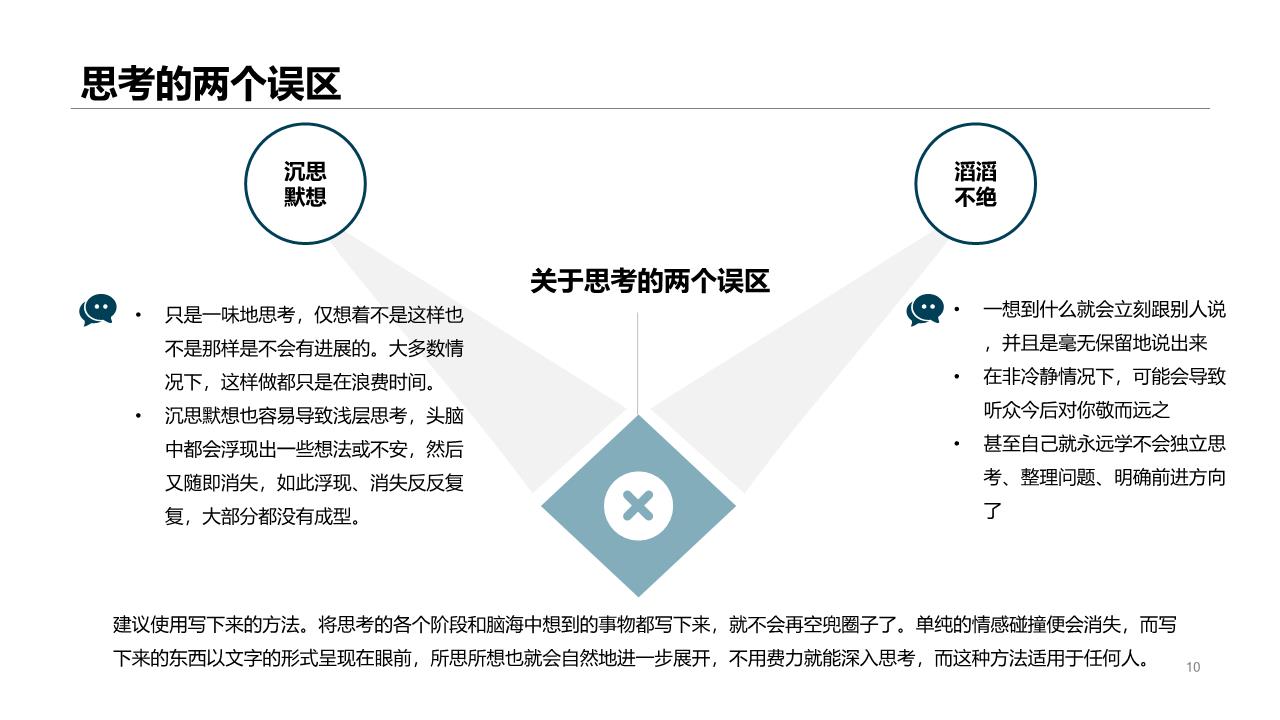 思考的两个误区
沉思
默想
滔滔
不绝
关于思考的两个误区
• 只是一味地思考，仅想着不是这样也
不是那样是不会有进展的。大多数情
况下，这样做都只是在浪费时间。
• 沉思默想也容易导致浅层思考，头脑
中都会浮现出一些想法或不安，然后
又随即消失，如此浮现、消失反反复
复，大部分都没有成型。
• 一想到什么就会立刻跟别人说
，并且是毫无保留地说出来
• 在非冷静情况下，可能会导致
听众今后对你敬而远之
• 甚至自己就永远学不会独立思
考、整理问题、明确前进方向
了
建议使用写下来的方法。将思考的各个阶段和脑海中想到的事物都写下来，就不会再空兜圈子了。单纯的情感碰撞便会消失，而写
下来的东西以文字的形式呈现在眼前，所思所想也就会自然地进一步展开，不用费力就能深入思考，而这种方法适用于任何人。
10